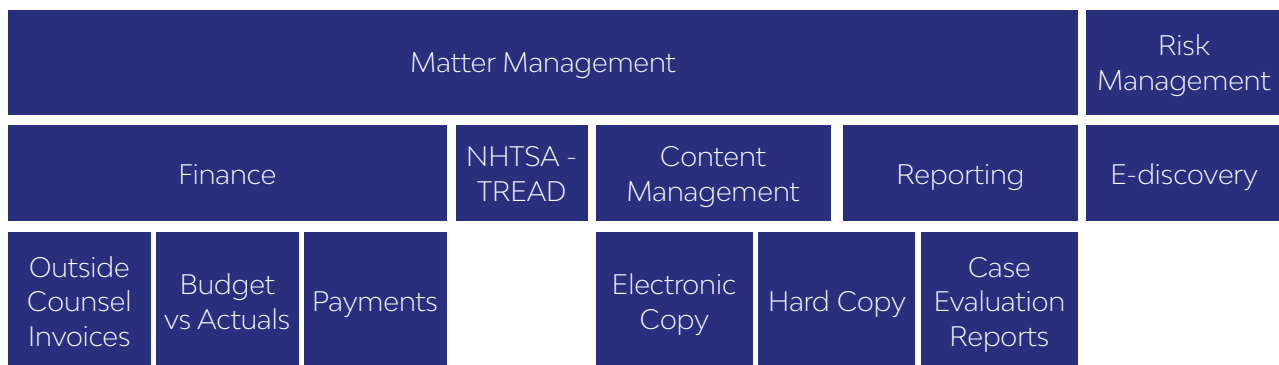 Matter Management
Risk
Management
Finance
NHTSA -
TREAD
Content
Management
Reporting
E-discovery
Outside
Counsel
Invoices
Budget
vs Actuals
Payments
Electronic
Copy
Hard Copy
Case
Evaluation
Reports